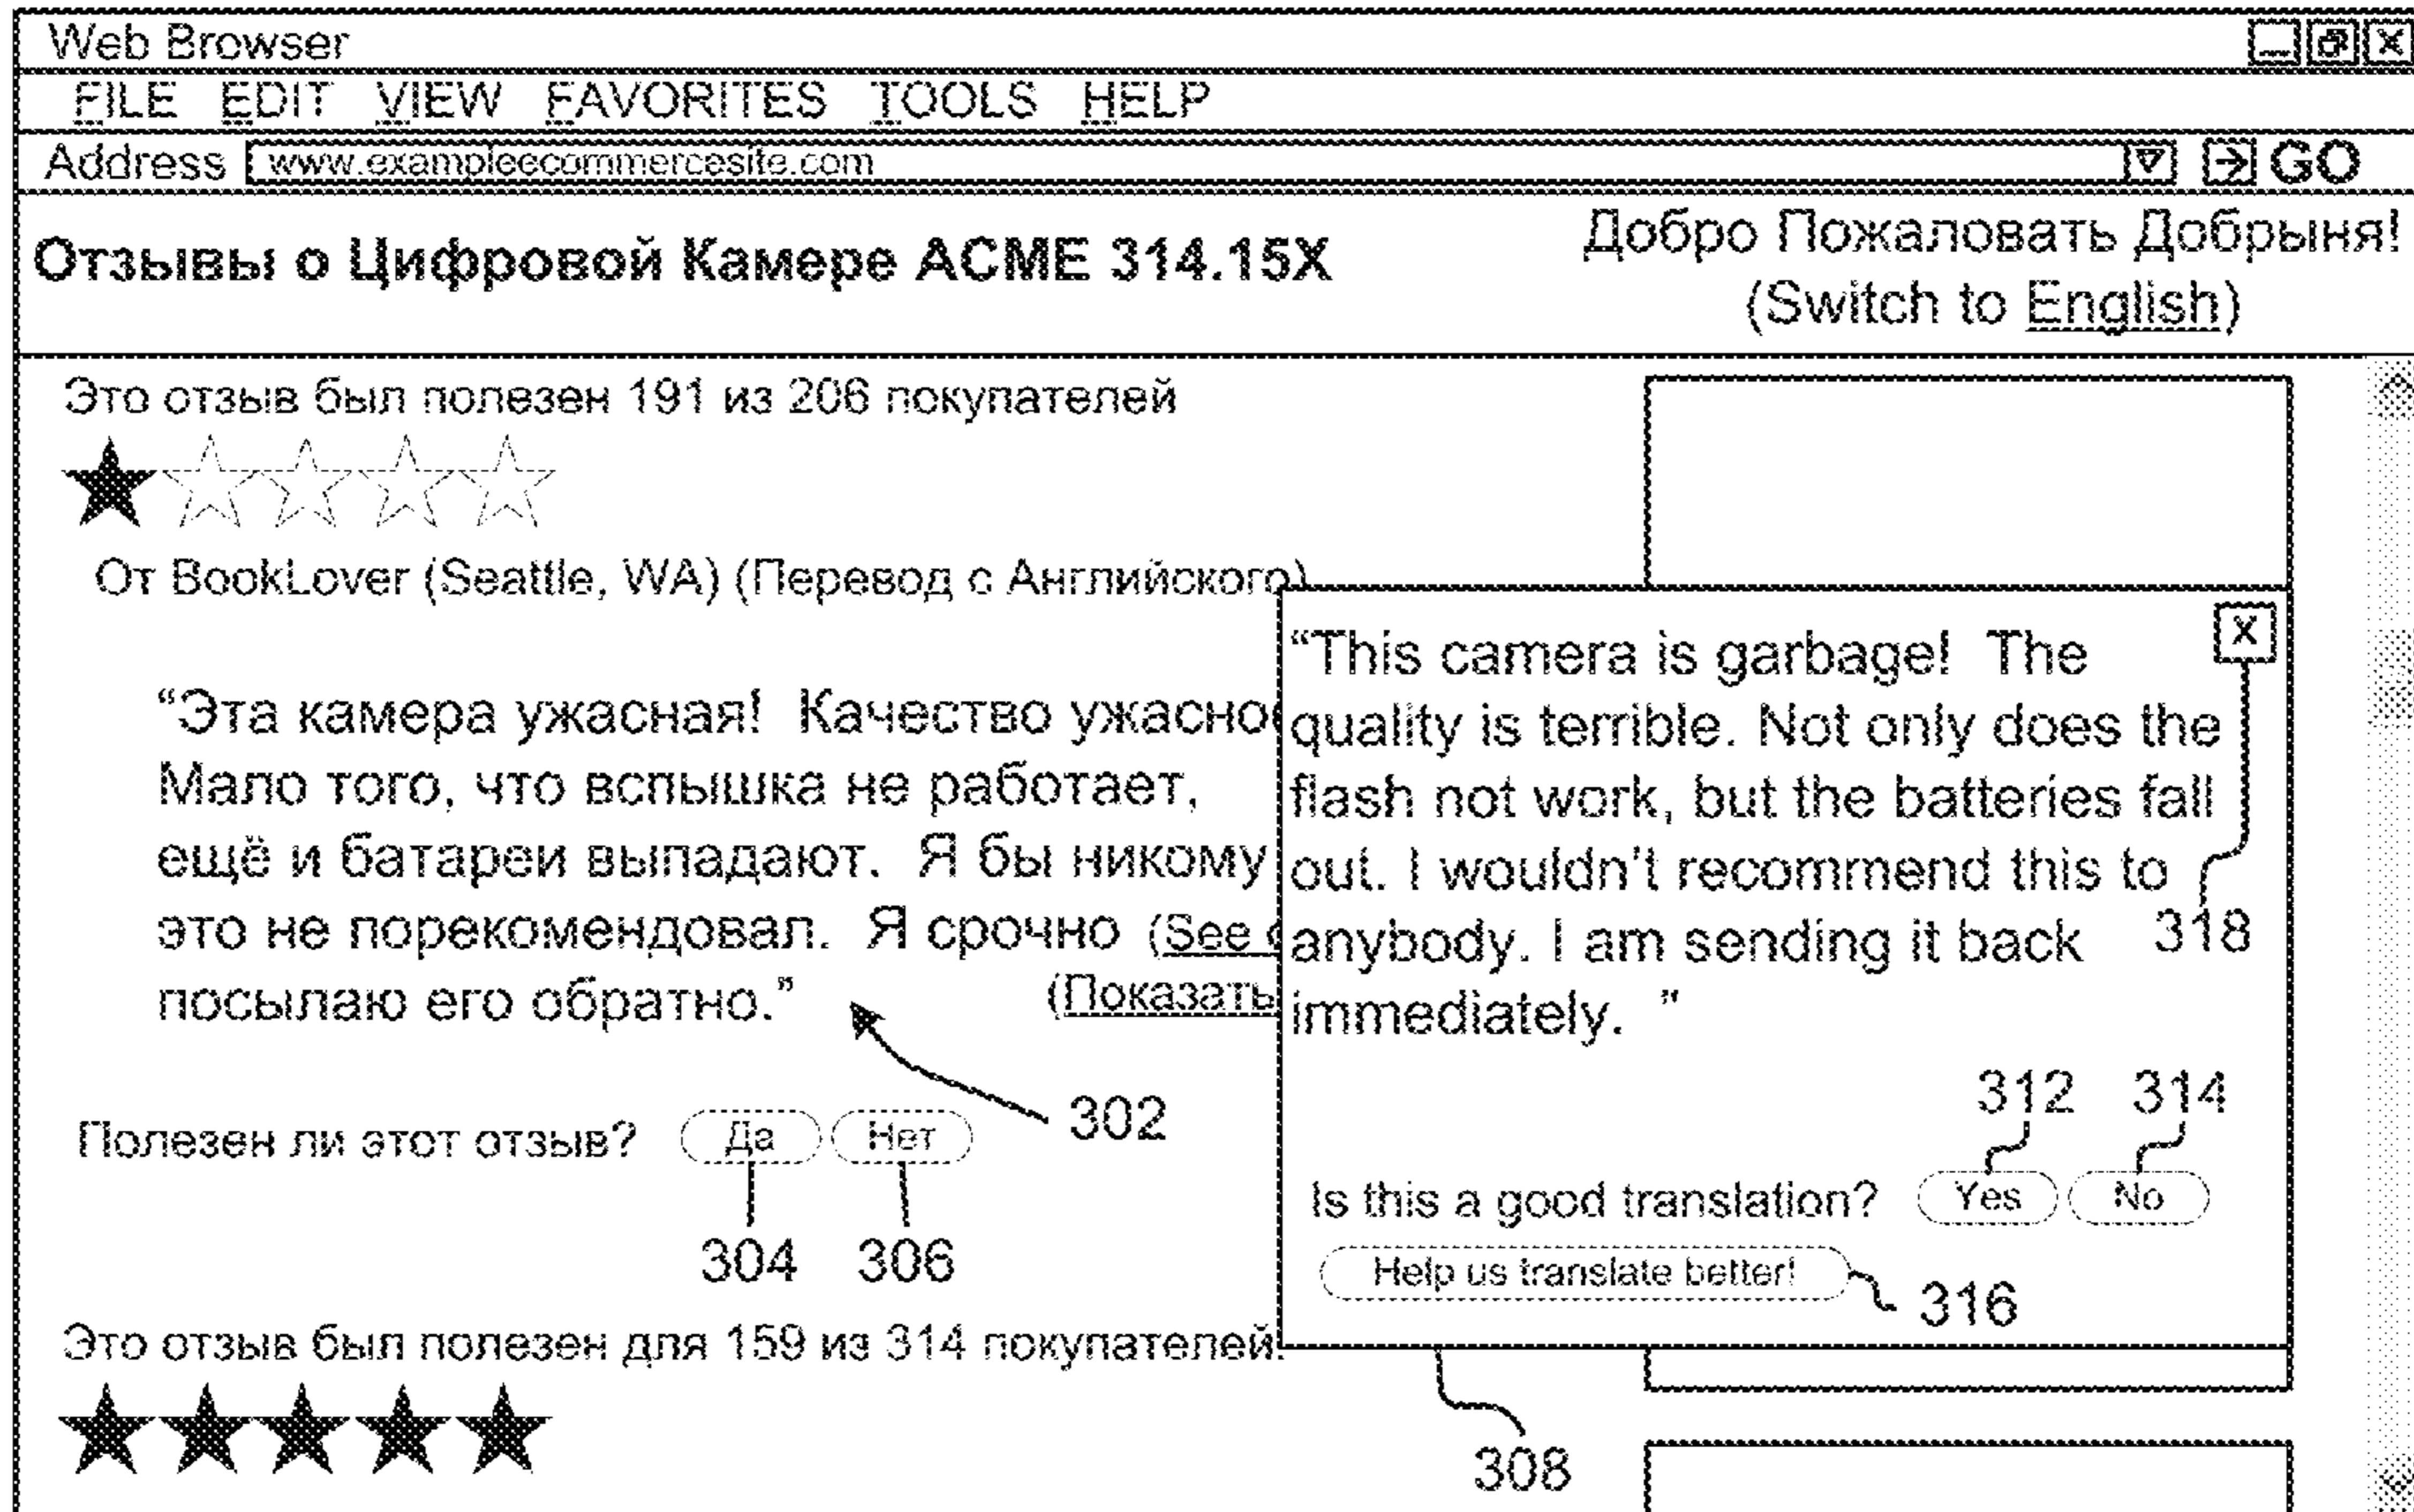 Web Browser
FILE EDIT VIEW FAVORITES TOOLS HELP
Address www.exampleecommercesite.com GO
Отзывы о Цифровой Камере ACME 314.15X
Добро Пожаловать Добрыня!
(Switch to English)
Это отзыв был полезен 191 из 206 покупателей
От BookLover (Seattle, WA) (Перевод с Английского)
“Эта камера ужасная! Качество
Мало того, что вспышка не работает,
ещё и батареи выпадают. Я бы никому
это не порекомендовал. Я срочно (See
посылаю его обратно.” (Показать
302
Полезен ли этот отзыв? Да Нет
304 306
Это отзыв был полезен для 159 из 314 покупателей.
X
“This camera is garbage! The
quality is terrible. Not only does the
flash not work, but the batteries fall
out. I wouldn't recommend this to
anybody. I am sending it back
immediately. ”
318
312 314
Is this a good translation? Yes No
Help us translate better!
316
308